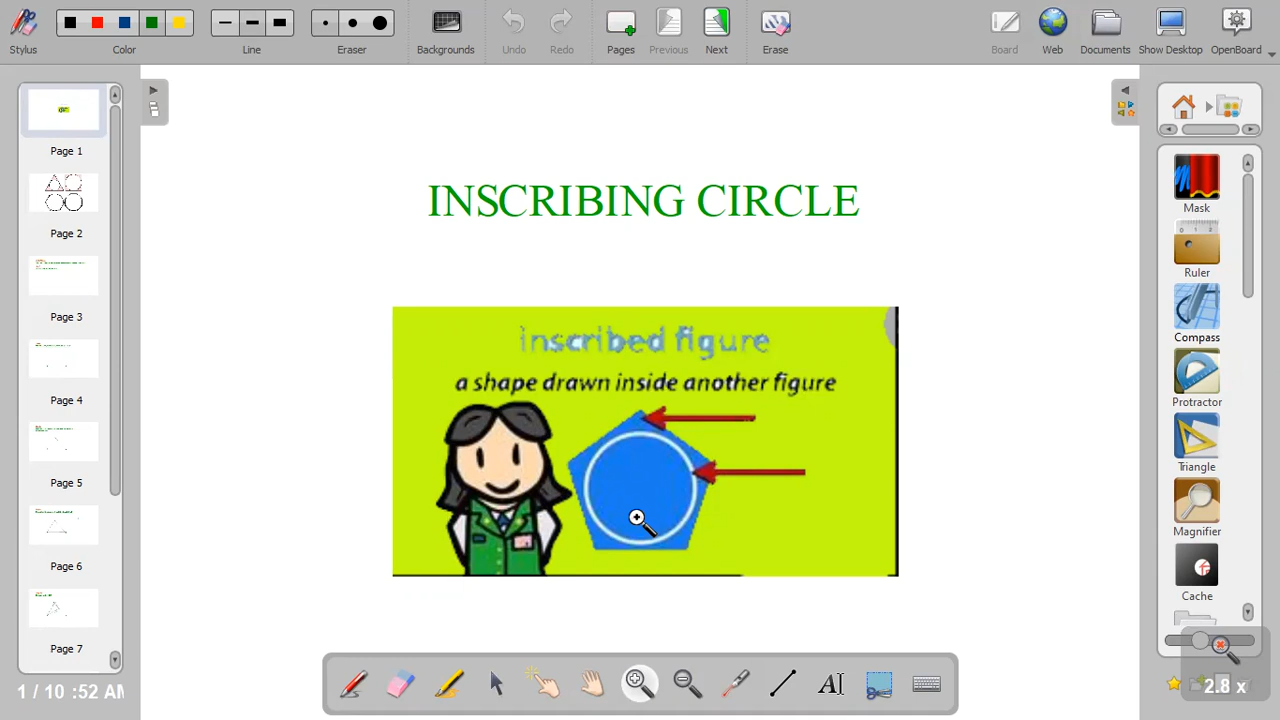 Stylus
Color
Line
Eraser
Backgrounds
Undo
Redo
Pages
Previous
Next
Erase
Board
Web
Documents
Show Desktop
OpenBoard
Page 1
Page 2
Page 3
Page 4
Page 5
Page 6
Page 7
1 / 10 :52 AM
INSCRIBING CIRCLE
inscribed figure
a shape drawn inside another figure
Mask
Ruler
Compass
Protractor
Triangle
Magnifier
Cache
2.8 x